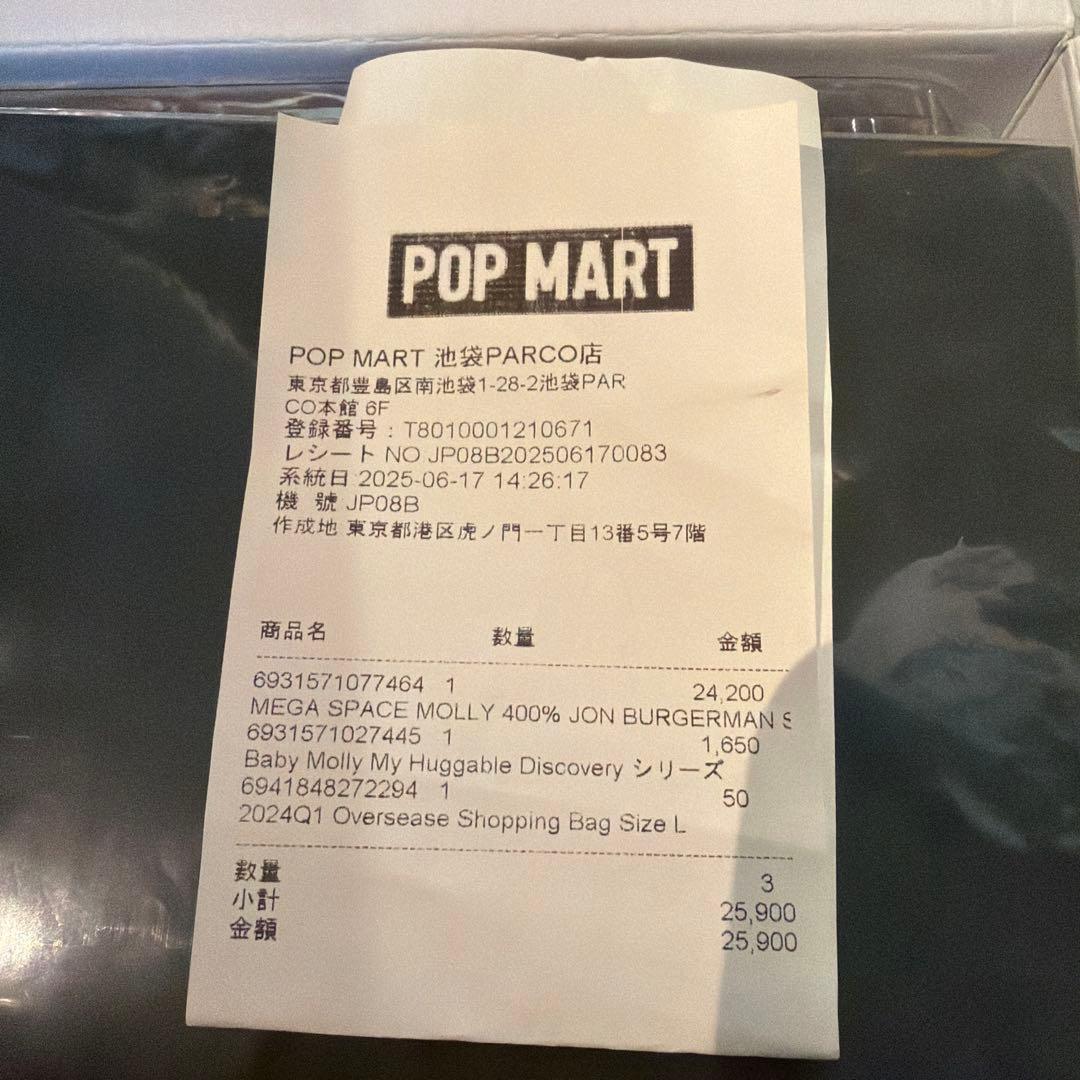 POP MART
POP MART 池袋PARCO店
東京都豊島区南池袋1-28-2池袋PAR
CO本館 6F
登録番号 : T8010001210671
レシート NO JP08B202506170083
系統日 2025-06-17 14:26:17
機 號 JP08B
作成地 東京都港区虎ノ門一丁目13番5号7階
商品名 数量 金額
6931571077464 1 24,200
MEGA SPACE MOLLY 400% JON BURGERMAN S
6931571027445 1 1,650
Baby Molly My Huggable Discovery シリーズ
6941848272294 1 50
2024Q1 Oversease Shopping Bag Size L
数量 3
小計 25,900
金額 25,900